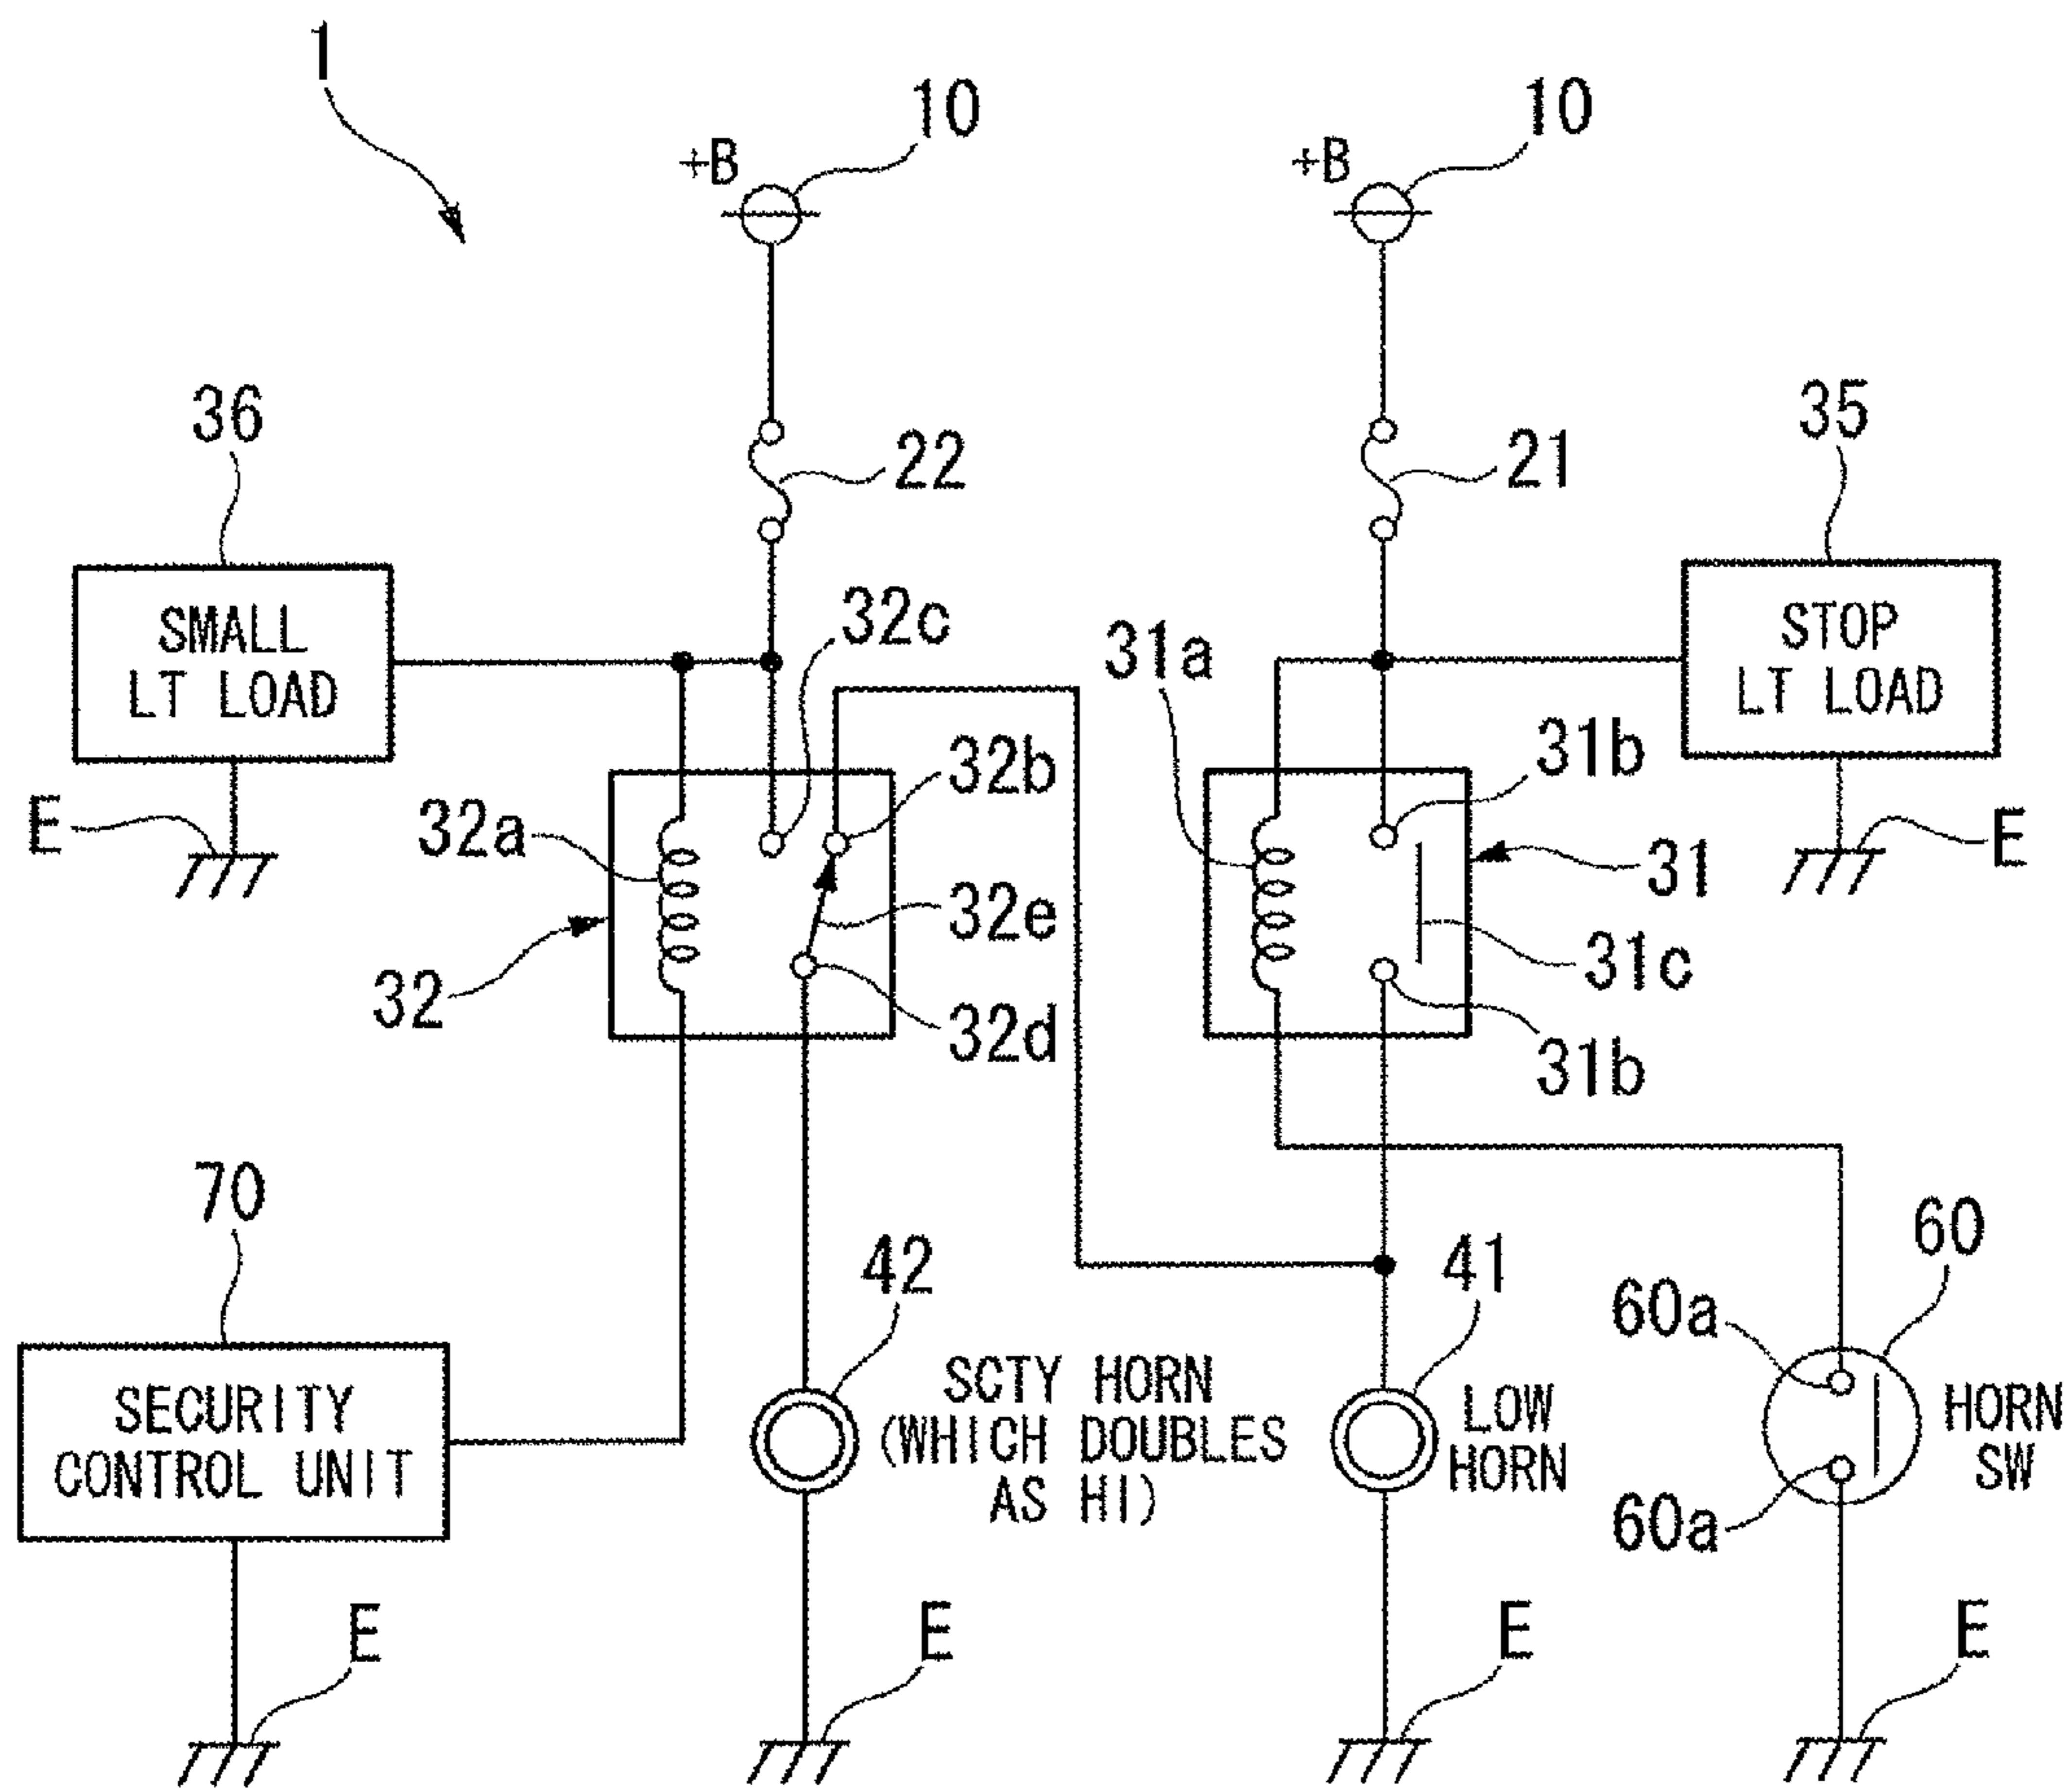 1
10
10
+B
+B
36
35
22
21
SMALL
LT LOAD
32c
31a
STOP
LT LOAD
32b
31b
E
32a
E
31
32e
31c
32
32d
31b
70
42
41
60
60a
SECURITY
CONTROL UNIT
SCTY HORN
(WHICH DOUBLES
AS HI)
LOW
HORN
HORN
SW
60a
E
E
E
E